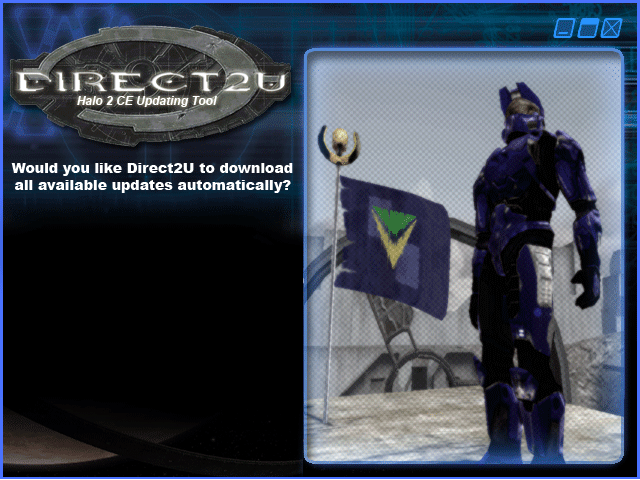 DIRECT2U
Halo 2 CE Updating Tool
Would you like Direct2U to download
all available updates automatically?